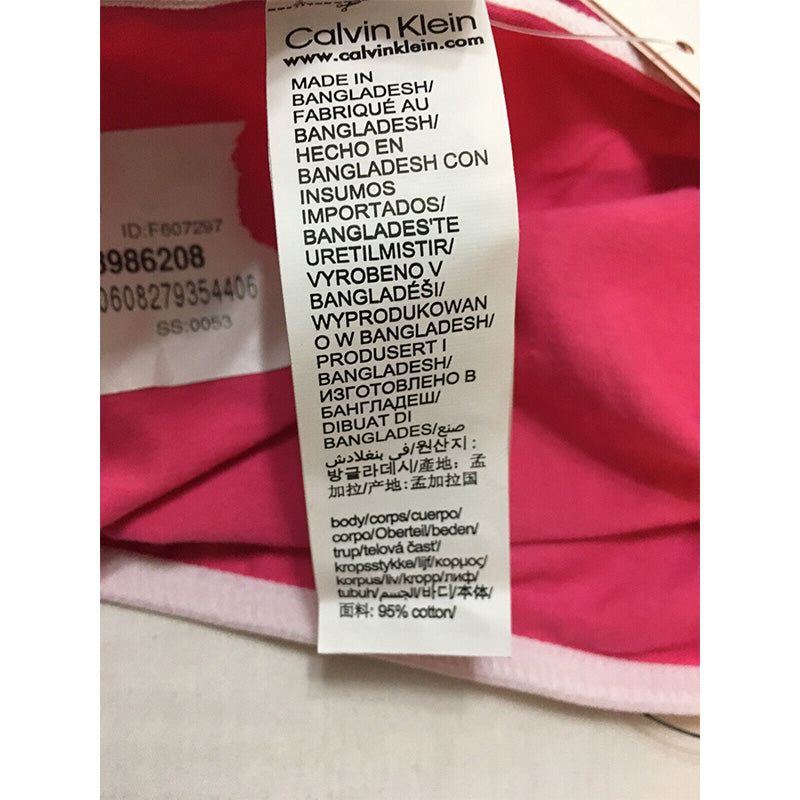 Calvin Klein
www.calvinklein.com
MADE IN
BANGLADESH/
FABRIQUÉ AU
BANGLADESH/
HECHO EN
BANGLADESH CON
INSUMOS
IMPORTADOS/
BANGLADES'TE
URETILMISTIR/
VYROBENO V
BANGLADÉŠI/
WYPRODUKOWAN
O W BANGLADESH/
PRODUSERT I
BANGLADESH/
ИЗГОТОВЛЕНО В
БАНГЛАДЕШ/
DIBUAT DI
BANGLADES/صنع
في بنغلادش/원산지:
방글라데시/產地: 孟
加拉/产地:孟加拉国
body/corps/cuerpo/
corpo/Oberteil/beden/
trup/telová časť/
kropsstykke/lijf/κορμος/
korpus/liv/kropp/лиф/
tubuh/الجسم/바디/本体/
面料: 95% cotton/
ID:F607297
986208
0608279354406
SS:0053